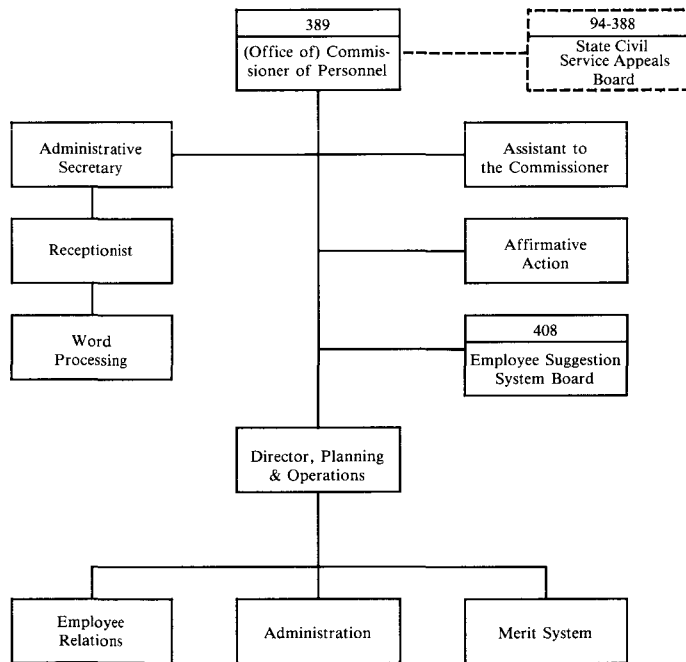 389
(Office of) Commis-
sioner of Personnel
94-388
State Civil
Service Appeals
Board
Administrative
Secretary
Assistant to
the Commissioner
Receptionist
Affirmative
Action
Word
Processing
408
Employee Suggestion
System Board
Director, Planning
& Operations
Employee
Relations
Administration
Merit System